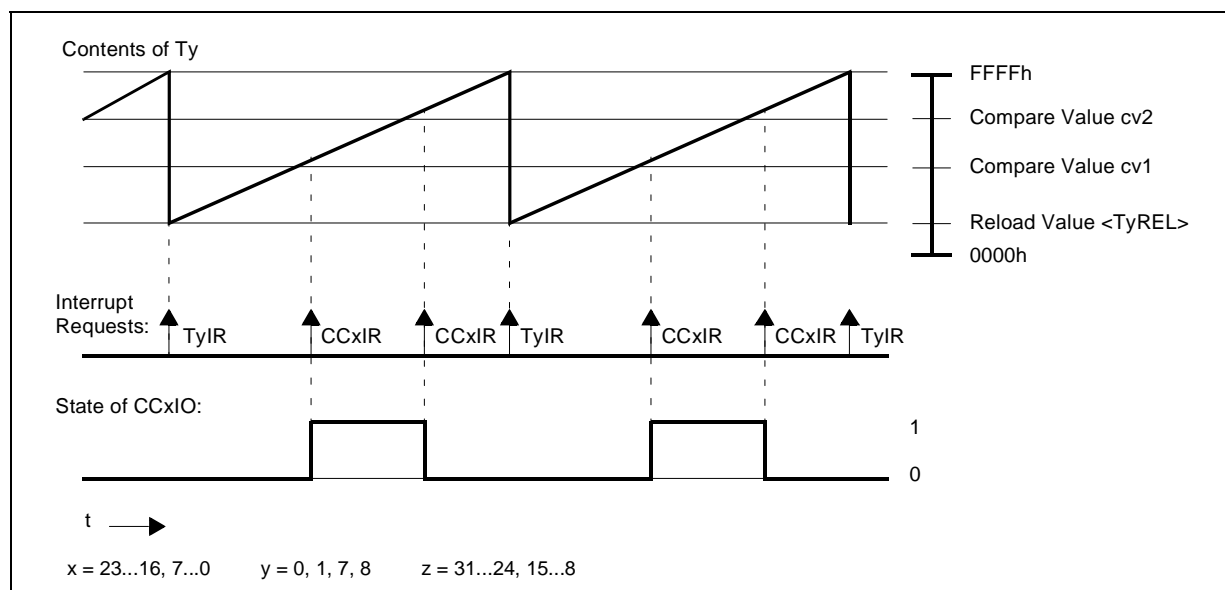 Contents of Ty
FFFFh
Compare Value cv2
Compare Value cv1
Reload Value <TyREL>
0000h
Interrupt
Requests:
TyIR CCxIR CCxIR TyIR CCxIR CCxIR TyIR
State of CCxIO:
1
0
t
x = 23...16, 7...0 y = 0, 1, 7, 8 z = 31...24, 15...8